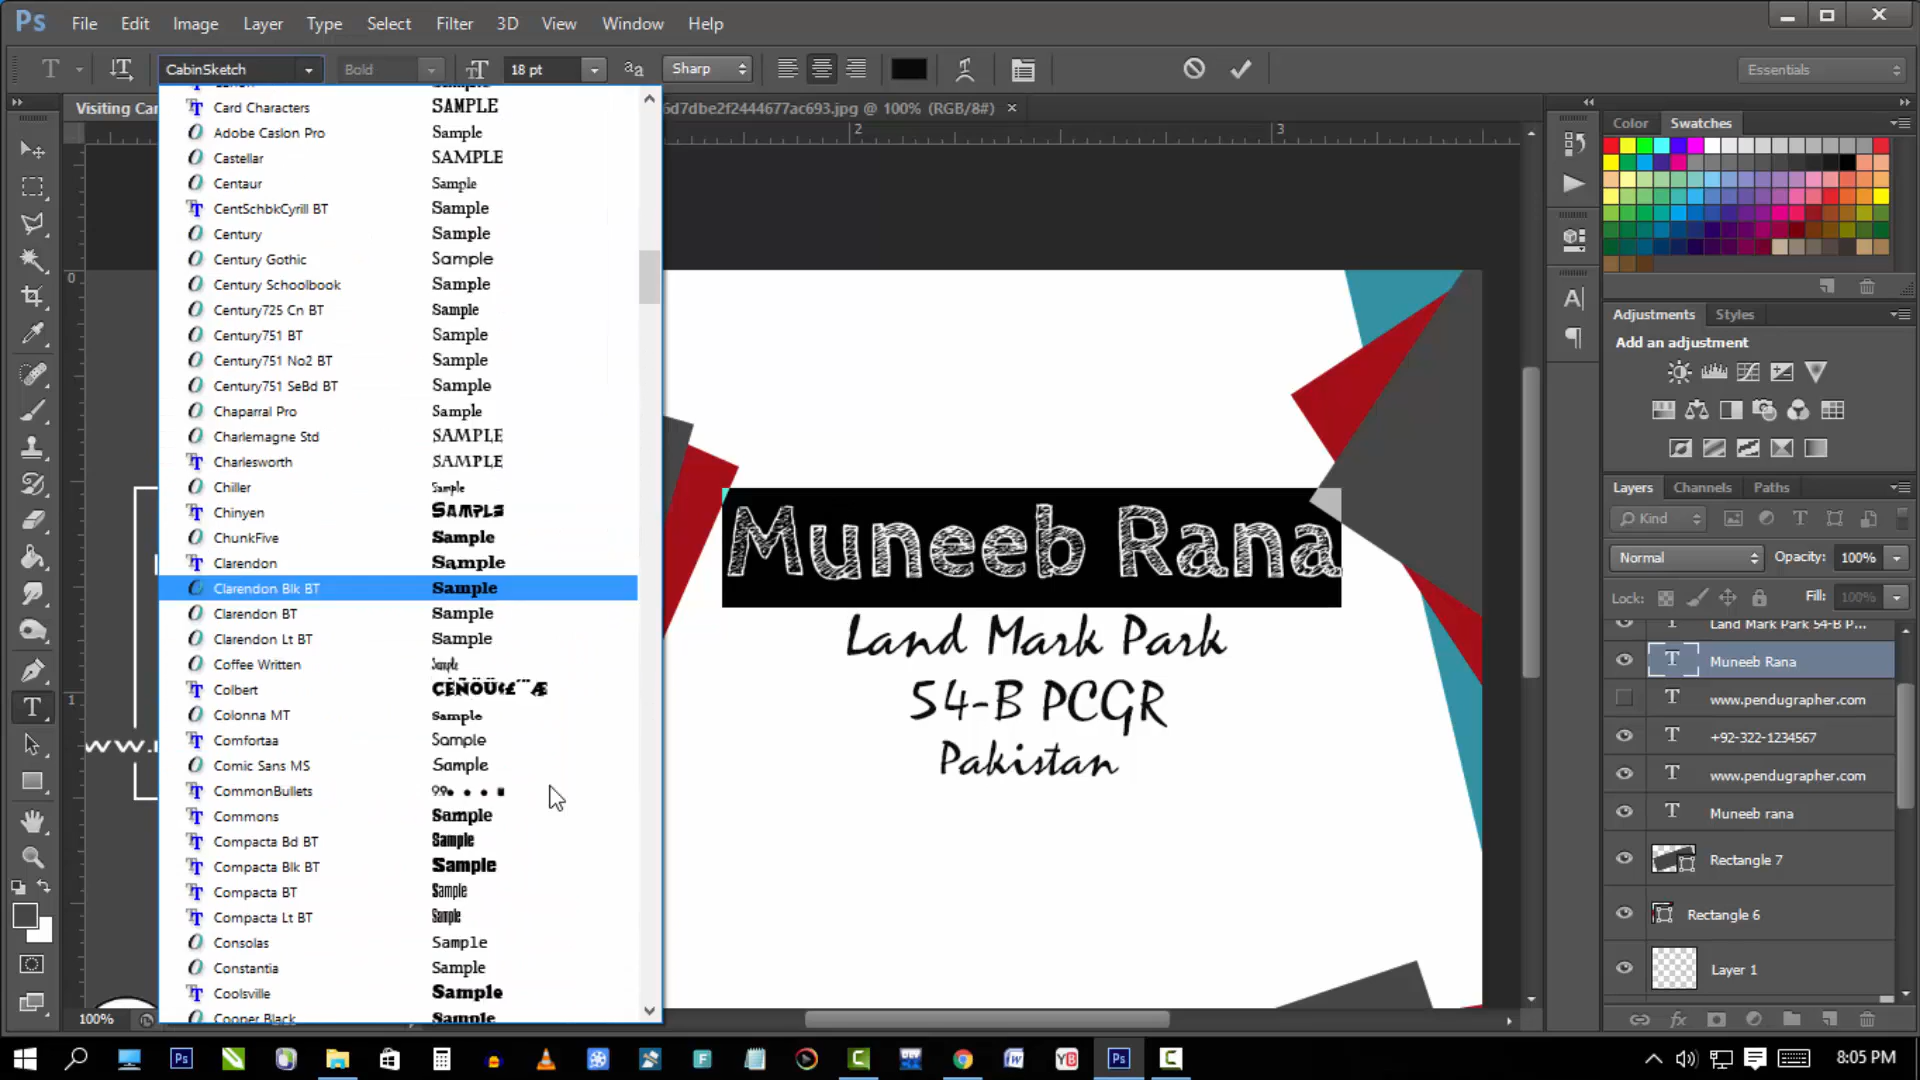 Ps File Edit Image Layer Type Select Filter 3D View Window Help
CabinSketch Bold 18 pt Sharp Essentials
Visiting Car 6d7dbe2f2444677ac693.jpg @ 100% (RGB/8#)
Card Characters SAMPLE
Adobe Caslon Pro Sample
Castellar SAMPLE
Centaur Sample
CentSchbkCyrill BT Sample
Century Sample
Century Gothic Sample
Century Schoolbook Sample
Century725 Cn BT Sample
Century751 BT Sample
Century751 No2 BT Sample
Century751 SeBd BT Sample
Chaparral Pro Sample
Charlemagne Std SAMPLE
Charlesworth SAMPLE
Chiller Sample
Chinyen SAMPLE
ChunkFive Sample
Clarendon Sample
Clarendon Blk BT Sample
Clarendon BT Sample
Clarendon Lt BT Sample
Coffee Written Sample
Colbert
Colonna MT Sample
Comfortaa Sample
Comic Sans MS Sample
CommonBullets
Commons Sample
Compacta Bd BT Sample
Compacta Blk BT Sample
Compacta BT Sample
Compacta Lt BT Sample
Consolas Sample
Constantia Sample
Coolsville Sample
Cooper Black Sample
2 3
0
1
ww.
Muneeb Rana
Land Mark Park
54-B PCGR
Pakistan
100%
Color Swatches
Adjustments Styles
Add an adjustment
Layers Channels Paths
Kind
Normal Opacity: 100%
Lock: Fill: 100%
Land Mark Park 54-B P...
Muneeb Rana
www.pendugrapher.com
+92-322-1234567
www.pendugrapher.com
Muneeb rana
Rectangle 7
Rectangle 6
Layer 1
8:05 PM